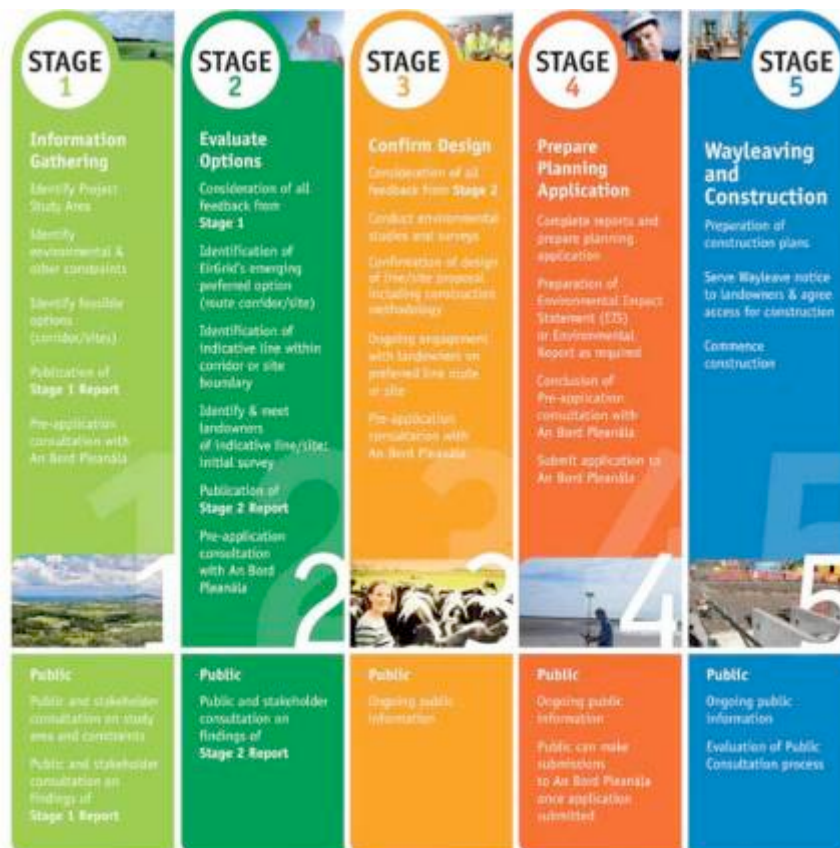 STAGE
1
Information
Gathering
Identify Project
Study Area
Identify
environmental &
other constraints
Identify feasible
options
(corridor/sites)
Publication of
Stage 1 Report
Pre-application
consultation with
An Bord Pleanála
1
1
Public
Public and stakeholder
consultation on study
area and constraints
Public and stakeholder
consultation on
findings of
Stage 1 Report
STAGE
2
Evaluate
Options
Consideration of all
feedback from
Stage 1
Identification of
EirGrid's emerging
preferred option
(route corridor/site)
Identification of
indicative line within
corridor or site
boundary
Identify & meet
landowners
of indicative line/site;
initial survey
Publication of
Stage 2 Report
Pre-application
consultation
with An Bord
Pleanála
2
2
Public
Public and stakeholder
consultation on
findings of
Stage 2 Report
STAGE
3
Confirm Design
Consideration of all
feedback from Stage 2
Conduct environmental
studies and surveys
Confirmation of design
of line/site proposal
including construction
methodology
Ongoing engagement
with landowners on
preferred line route
or site
Pre-application
consultation with
An Bord Pleanála
3
3
Public
Ongoing public
information
STAGE
4
Prepare
Planning
Application
Complete reports and
prepare planning
application
Preparation of
Environmental Impact
Statement (EIS)
or Environmental
Report as required
Conclusion of
Pre-application
consultation with
An Bord Pleanála
Submit application to
An Bord Pleanála
4
4
Public
Ongoing public
information
Public can make
submissions
to An Bord Pleanála
once application
submitted
STAGE
5
Wayleaving
and
Construction
Preparation of
construction plans
Serve Wayleave notice
to landowners & agree
access for construction
Commence
construction
5
5
Public
Ongoing public
information
Evaluation of Public
Consultation process